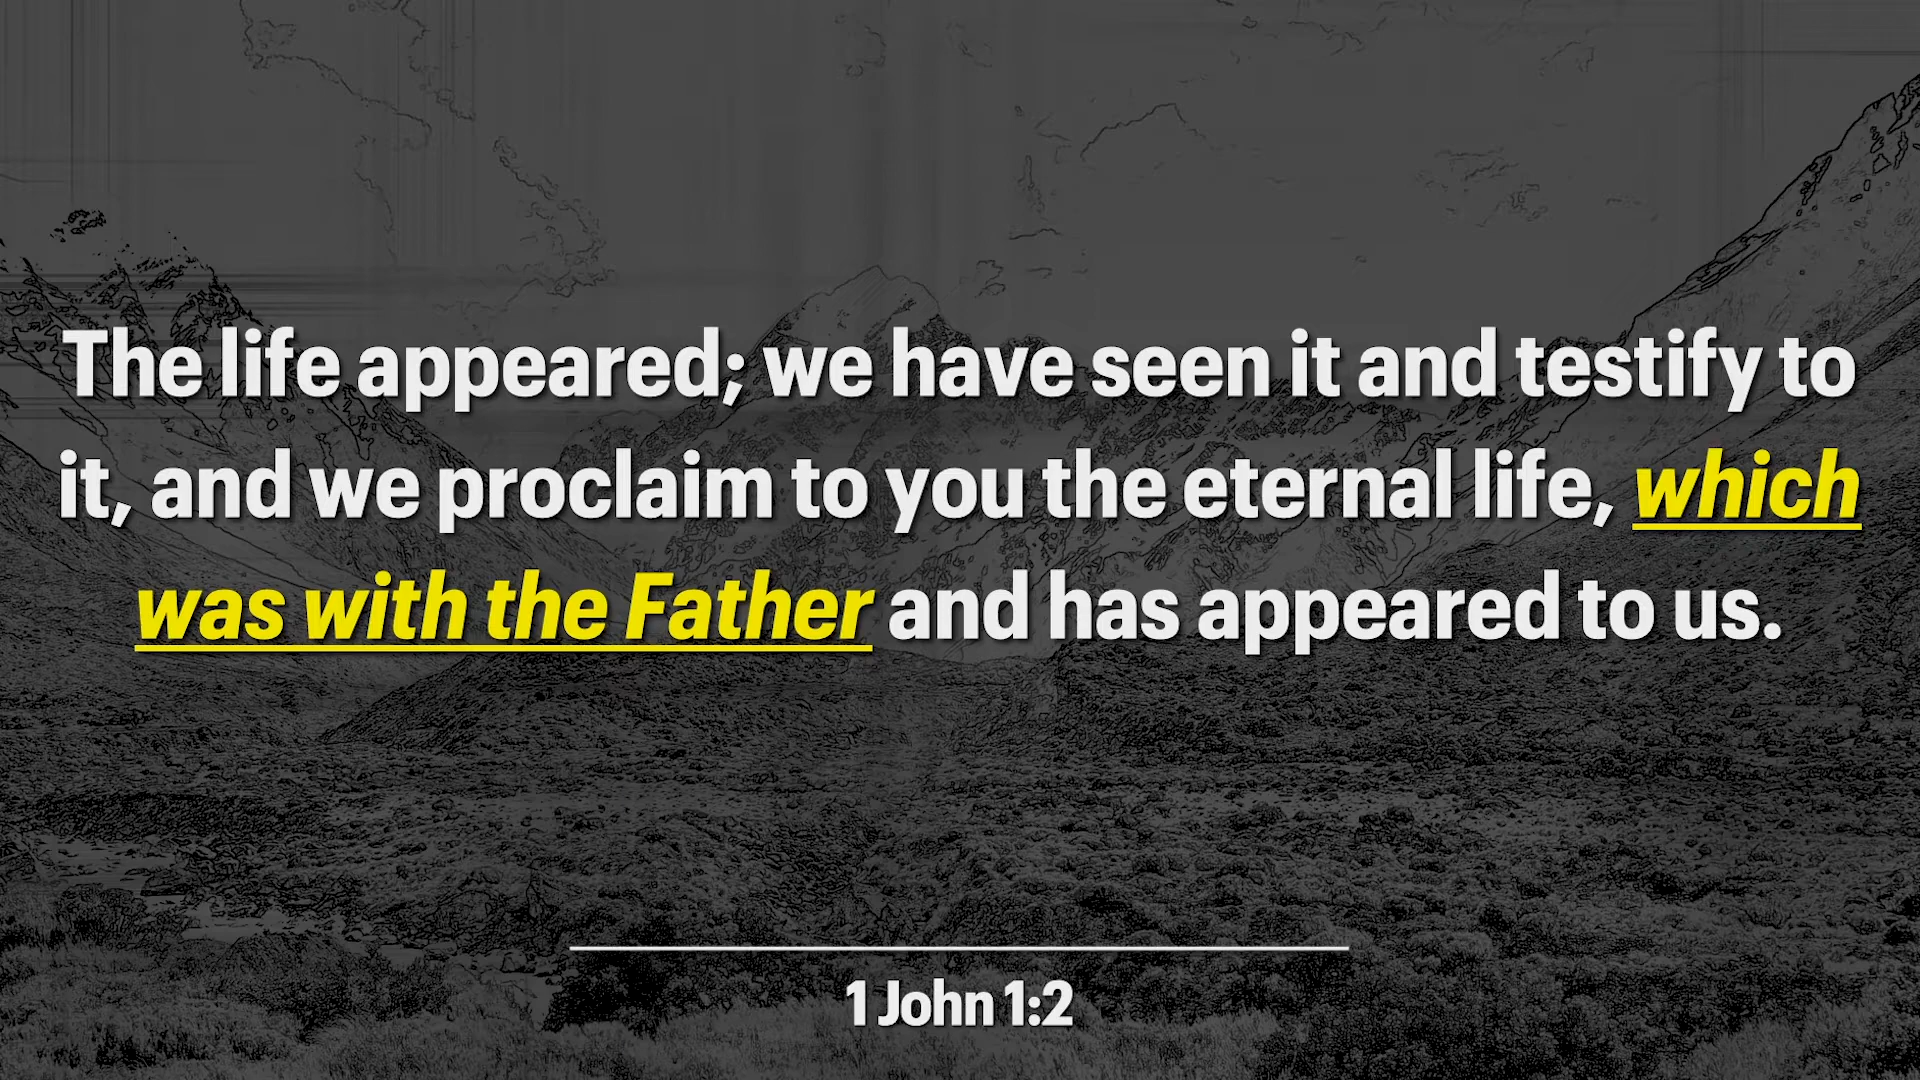 The life appeared; we have seen it and testify to
it, and we proclaim to you the eternal life, which
was with the Father and has appeared to us.
1 John 1:2